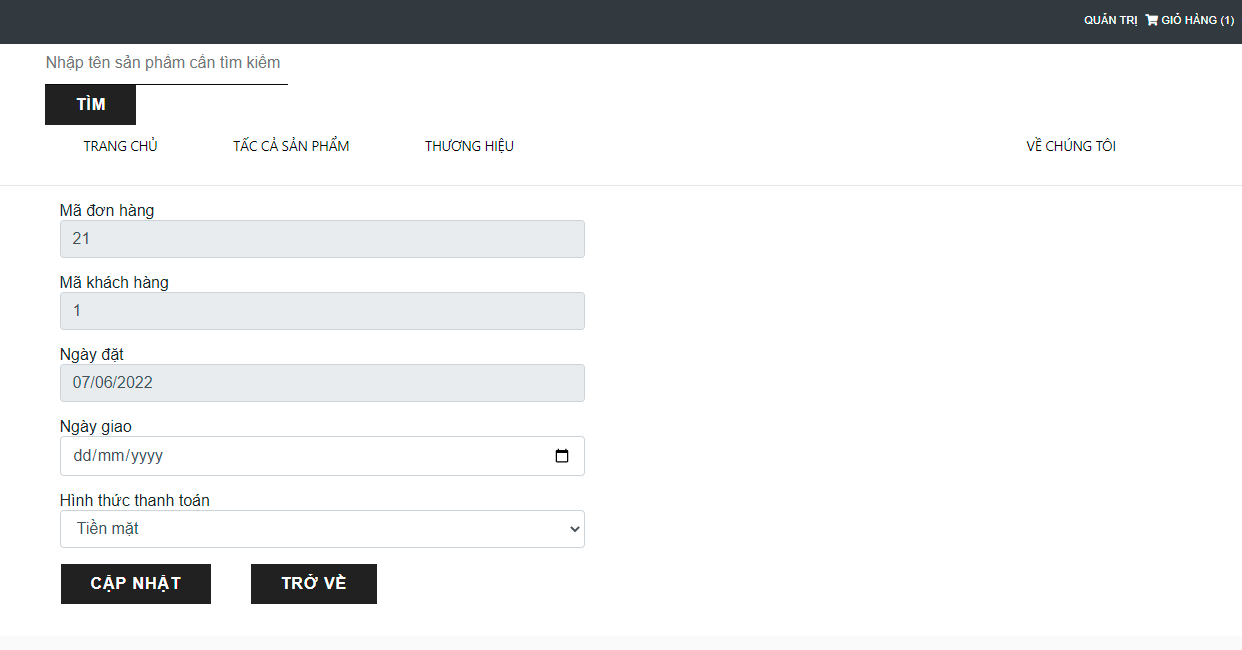 QUẢN TRỊ GIỎ HÀNG (1)
Nhập tên sản phẩm cần tìm kiếm
TÌM
TRANG CHỦ TẤC CẢ SẢN PHẨM THƯƠNG HIỆU VỀ CHÚNG TÔI
Mã đơn hàng
21
Mã khách hàng
1
Ngày đặt
07/06/2022
Ngày giao
dd/mm/yyyy
Hình thức thanh toán
Tiền mặt
CẬP NHẬT TRỞ VỀ